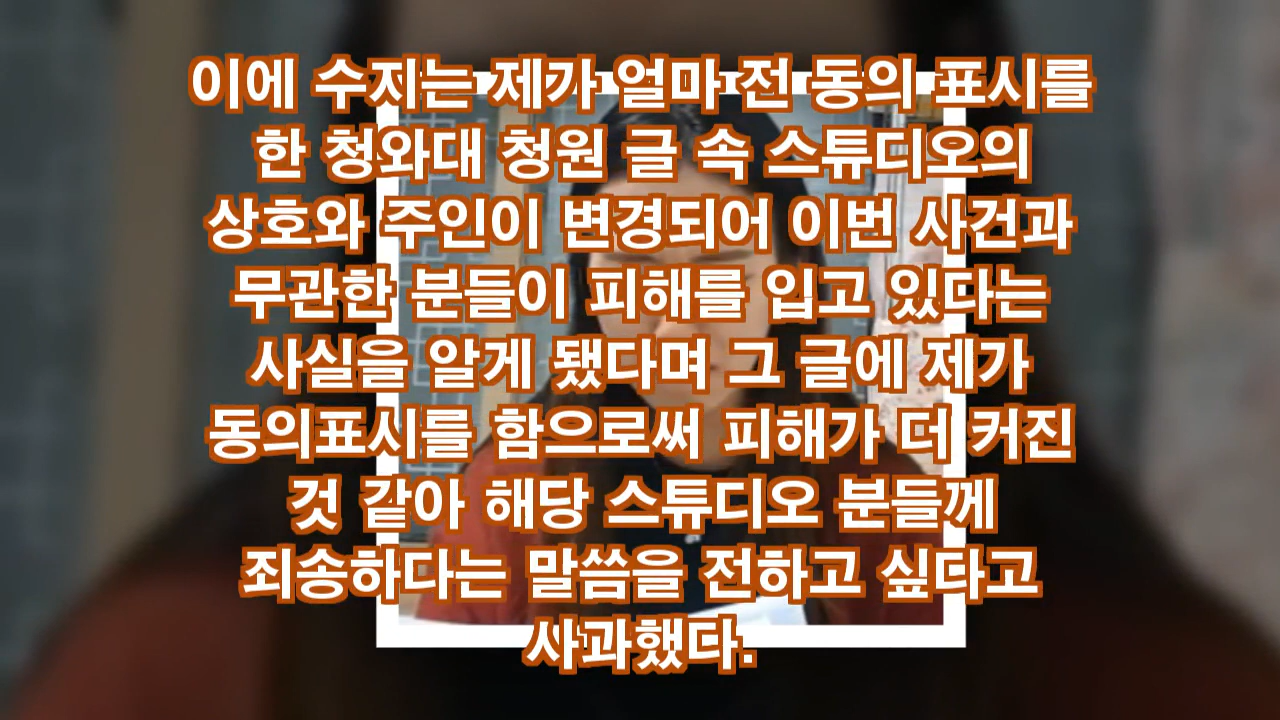 이에 수지는 제가 얼마 전 동의 표시를
한 청와대 청원 글 속 스튜디오의
상호와 주인이 변경되어 이번 사건과
무관한 분들이 피해를 입고 있다는
사실을 알게 됐다며 그 글에 제가
동의표시를 함으로써 피해가 더 커진
것 같아 해당 스튜디오 분들께
죄송하다는 말씀을 전하고 싶다고
사과했다.